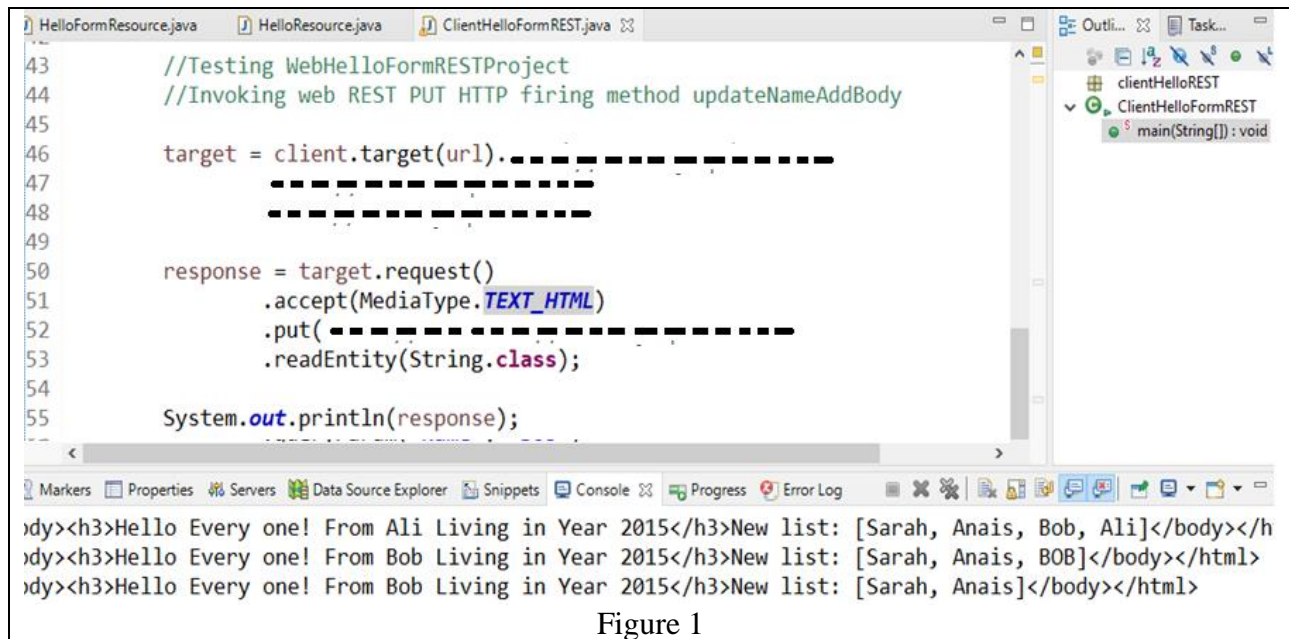 HelloFormResource.java HelloResource.java ClientHelloFormREST.java Outli... Task...
43 //Testing WebHelloFormRESTProject
44 //Invoking web REST PUT HTTP firing method updateNameAddBody
45
46 target = client.target(url).
47
48
49
50 response = target.request()
51 .accept(MediaType.TEXT_HTML)
52 .put(
53 .readEntity(String.class);
54
55 System.out.println(response);
clientHelloREST
ClientHelloFormREST
main(String[]) : void
Markers Properties Servers Data Source Explorer Snippets Console Progress Error Log
ody><h3>Hello Every one! From Ali Living in Year 2015</h3>New list: [Sarah, Anais, Bob, Ali]</body></h
ody><h3>Hello Every one! From Bob Living in Year 2015</h3>New list: [Sarah, Anais, BOB]</body></html>
ody><h3>Hello Every one! From Bob Living in Year 2015</h3>New list: [Sarah, Anais]</body></html>
Figure 1